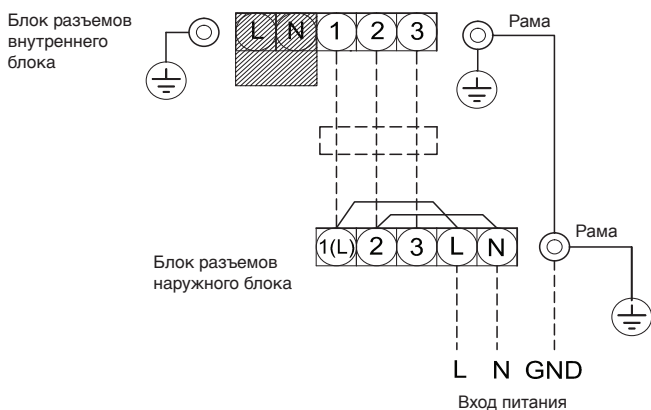 Блок разъемов
внутреннего
блока
L N 1 2 3
Рама
1(L) 2 3 L N
Рама
Блок разъемов
наружного блока
L N GND
Вход питания